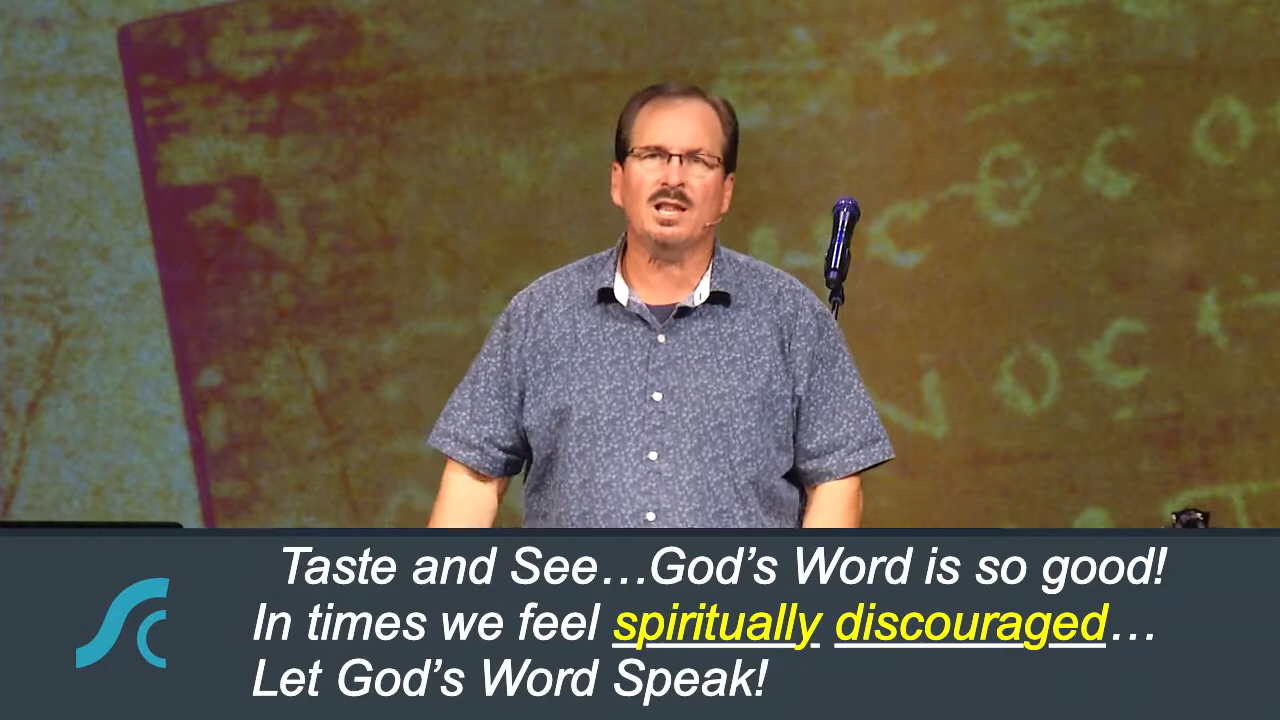 Taste and See…God’s Word is so good!
In times we feel spiritually discouraged…
Let God’s Word Speak!